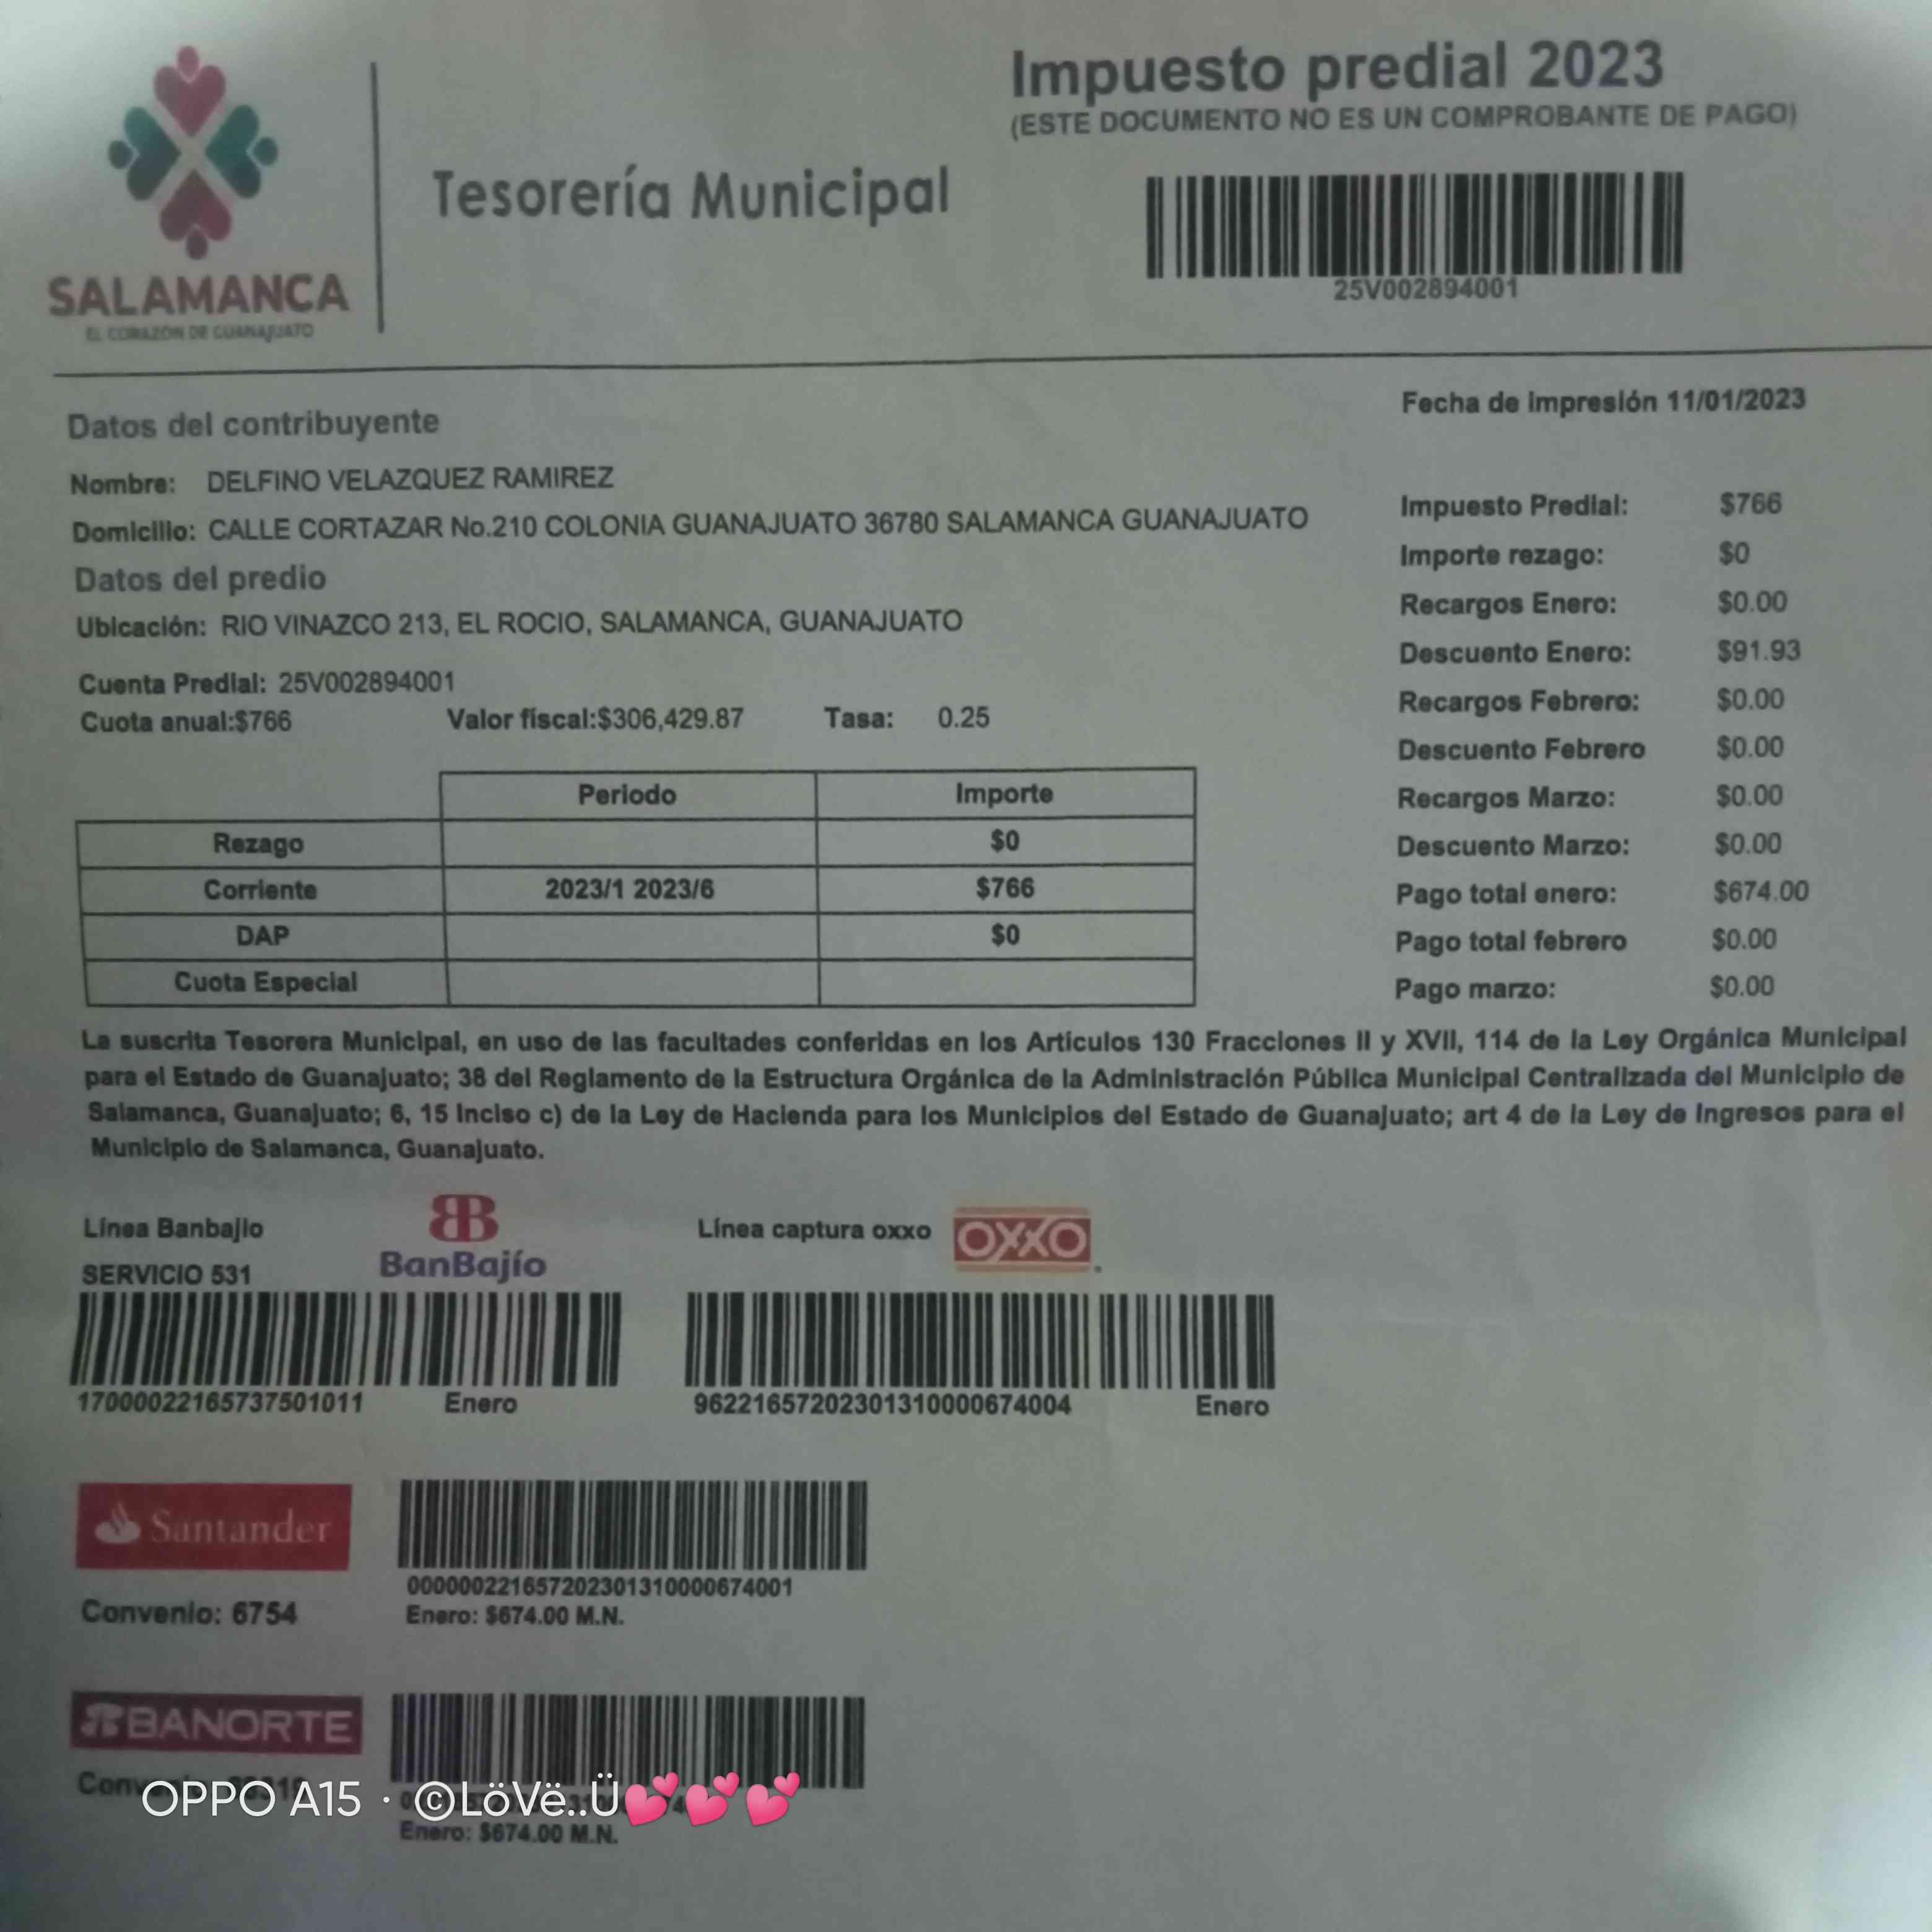 Impuesto predial 2023
(ESTE DOCUMENTO NO ES UN COMPROBANTE DE PAGO)
Tesorería Municipal
25V002894001
SALAMANCA
EL CORAZÓN DE GUANAJUATO
Fecha de impresión 11/01/2023
Datos del contribuyente
Nombre: DELFINO VELAZQUEZ RAMIREZ
Domicilio: CALLE CORTAZAR No.210 COLONIA GUANAJUATO 36780 SALAMANCA GUANAJUATO
Datos del predio
Ubicación: RIO VINAZCO 213, EL ROCIO, SALAMANCA, GUANAJUATO
Cuenta Predial: 25V002894001
Cuota anual:$766 Valor fiscal:$306,429.87 Tasa: 0.25
Impuesto Predial: $766
Importe rezago: $0
Recargos Enero: $0.00
Descuento Enero: $91.93
Recargos Febrero: $0.00
Descuento Febrero $0.00
Recargos Marzo: $0.00
Descuento Marzo: $0.00
Pago total enero: $674.00
Pago total febrero $0.00
Pago marzo: $0.00
Periodo Importe
Rezago $0
Corriente 2023/1 2023/6 $766
DAP $0
Cuota Especial
La suscrita Tesorera Municipal, en uso de las facultades conferidas en los Artículos 130 Fracciones II y XVII, 114 de la Ley Orgánica Municipal
para el Estado de Guanajuato; 38 del Reglamento de la Estructura Orgánica de la Administración Pública Municipal Centralizada del Municipio de
Salamanca, Guanajuato; 6, 15 Inciso c) de la Ley de Hacienda para los Municipios del Estado de Guanajuato; art 4 de la Ley de Ingresos para el
Municipio de Salamanca, Guanajuato.
Línea Banbajio
BanBajío
SERVICIO 531
Línea captura oxxo OXXO
17000022165737501011 Enero
96221657202301310000674004 Enero
Santander
Convenio: 6754
00000022165720230131000067​4001
Enero: $674.00 M.N.
BANORTE
OPPO A15 · ©LöVë..Ü💕💕💕
Enero: $674.00 M.N.